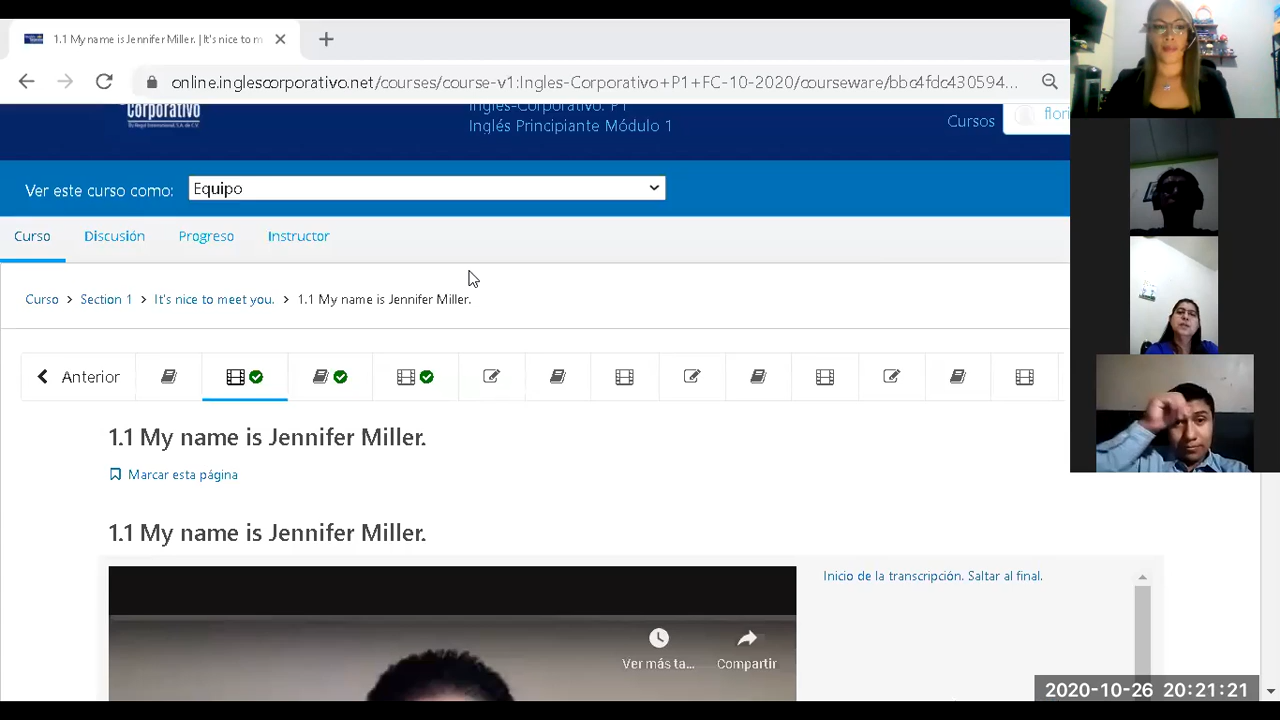 1.1 My name is Jennifer Miller. | It's nice to m
online.inglescorporativo.net/courses/course-v1:Ingles-Corporativo+P1+FC-10-2020/courseware/bbc4fdc430594...
Corporativo
Ingles-Corporativo: P1
Inglés Principiante Módulo 1
Cursos
flori
Ver este curso como:
Equipo
Curso
Discusión
Progreso
Instructor
Curso > Section 1 > It's nice to meet you. > 1.1 My name is Jennifer Miller.
Anterior
1.1 My name is Jennifer Miller.
Marcar esta página
1.1 My name is Jennifer Miller.
Inicio de la transcripción. Saltar al final.
Ver más ta...
Compartir
2020-10-26 20:21:21